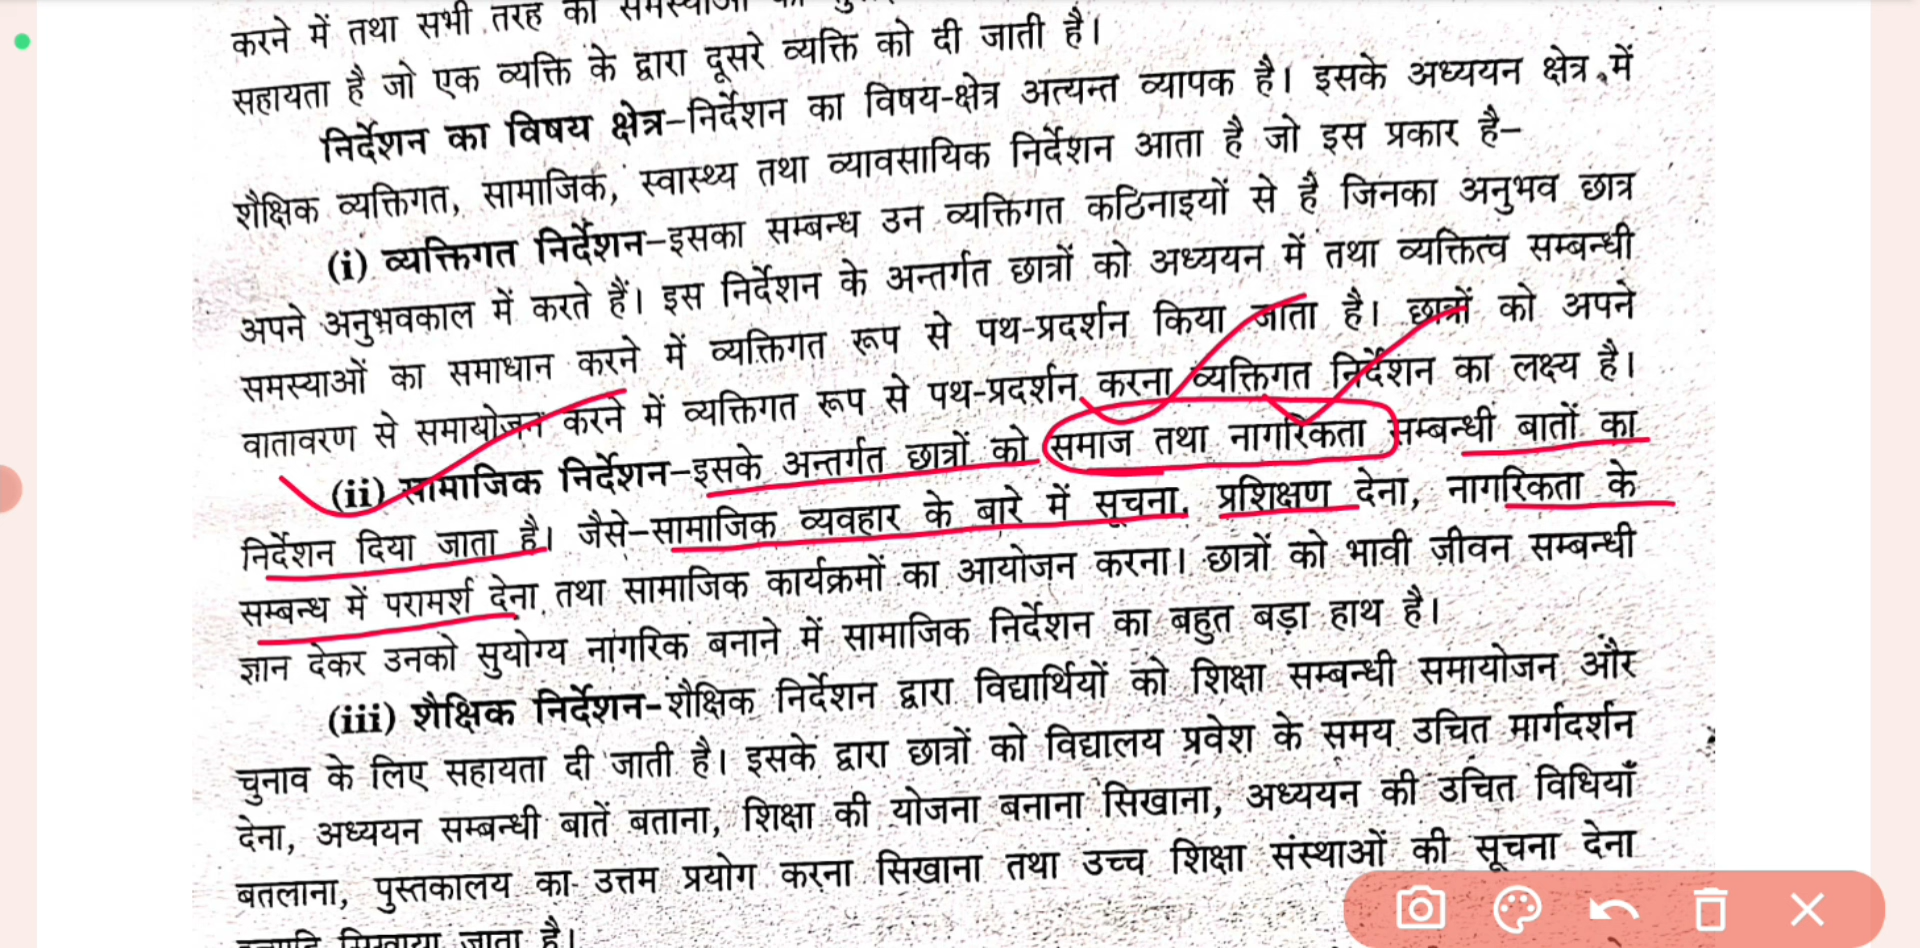 करने में तथा सभी तरह की समस्याओं
सहायता है जो एक व्यक्ति के द्वारा दूसरे व्यक्ति को दी जाती है।
निर्देशन का विषय क्षेत्र–निर्देशन का विषय-क्षेत्र अत्यन्त व्यापक है। इसके अध्ययन क्षेत्र में
शैक्षिक व्यक्तिगत, सामाजिक, स्वास्थ्य तथा व्यावसायिक निर्देशन आता है जो इस प्रकार है–
(i) व्यक्तिगत निर्देशन–इसका सम्बन्ध उन व्यक्तिगत कठिनाइयों से है जिनका अनुभव छात्र
अपने अनुभवकाल में करते हैं। इस निर्देशन के अन्तर्गत छात्रों को अध्ययन में तथा व्यक्तित्व सम्बन्धी
समस्याओं का समाधान करने में व्यक्तिगत रूप से पथ-प्रदर्शन किया जाता है। छात्रों को अपने
वातावरण से समायोजन करने में व्यक्तिगत रूप से पथ-प्रदर्शन करना व्यक्तिगत निर्देशन का लक्ष्य है।
(ii) सामाजिक निर्देशन–इसके अन्तर्गत छात्रों को समाज तथा नागरिकता सम्बन्धी बातों का
निर्देशन दिया जाता है। जैसे–सामाजिक व्यवहार के बारे में सूचना, प्रशिक्षण देना, नागरिकता के
सम्बन्ध में परामर्श देना तथा सामाजिक कार्यक्रमों का आयोजन करना। छात्रों को भावी जीवन सम्बन्धी
ज्ञान देकर उनको सुयोग्य नागरिक बनाने में सामाजिक निर्देशन का बहुत बड़ा हाथ है।
(iii) शैक्षिक निर्देशन–शैक्षिक निर्देशन द्वारा विद्यार्थियों को शिक्षा सम्बन्धी समायोजन और
चुनाव के लिए सहायता दी जाती है। इसके द्वारा छात्रों को विद्यालय प्रवेश के समय उचित मार्गदर्शन
देना, अध्ययन सम्बन्धी बातें बताना, शिक्षा की योजना बनाना सिखाना, अध्ययन की उचित विधियाँ
बतलाना, पुस्तकालय का उत्तम प्रयोग करना सिखाना तथा उच्च शिक्षा संस्थाओं की सूचना देना
सिखाया जाता है।